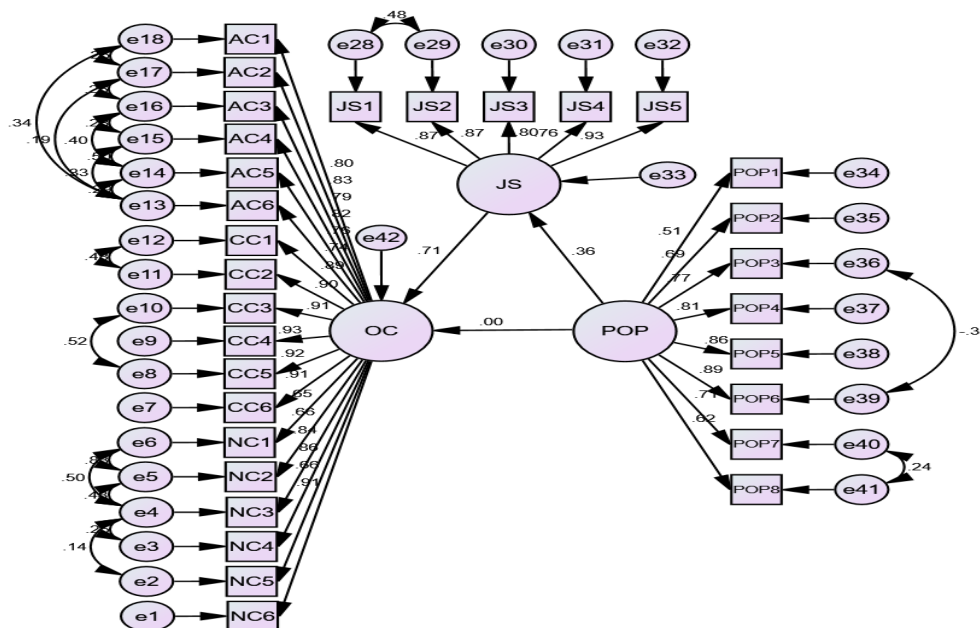 .48
e28 e29 e30 e31 e32
JS1 JS2 JS3 JS4 JS5
.87 .87 .80 .76 .93
JS
e33
e18 AC1
e17 AC2
e16 AC3
e15 AC4
e14 AC5
e13 AC6
e12 CC1
e11 CC2
e10 CC3
e9 CC4
e8 CC5
e7 CC6
e6 NC1
e5 NC2
e4 NC3
e3 NC4
e2 NC5
e1 NC6
.34
.19
.40
.52
.50
.14
.80
.83
.79
.82
.74
.89
.90
.91
.93
.92
.91
.65
.66
.84
.86
.66
.91
e42
OC
.71
.36
.00
POP
.51
.69
.77
.81
.86
.89
.71
.62
POP1 e34
POP2 e35
POP3 e36
POP4 e37
POP5 e38
POP6 e39
POP7 e40
POP8 e41
-.3
.24